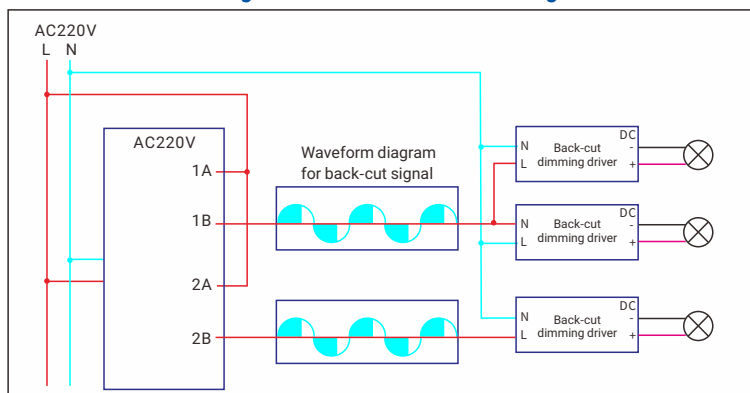 AC220V
L N
AC220V
1A
1B
2A
2B
Waveform diagram
for back-cut signal
DC
N
L
Back-cut
dimming driver
-
+
DC
N
L
Back-cut
dimming driver
-
+
DC
N
L
Back-cut
dimming driver
-
+